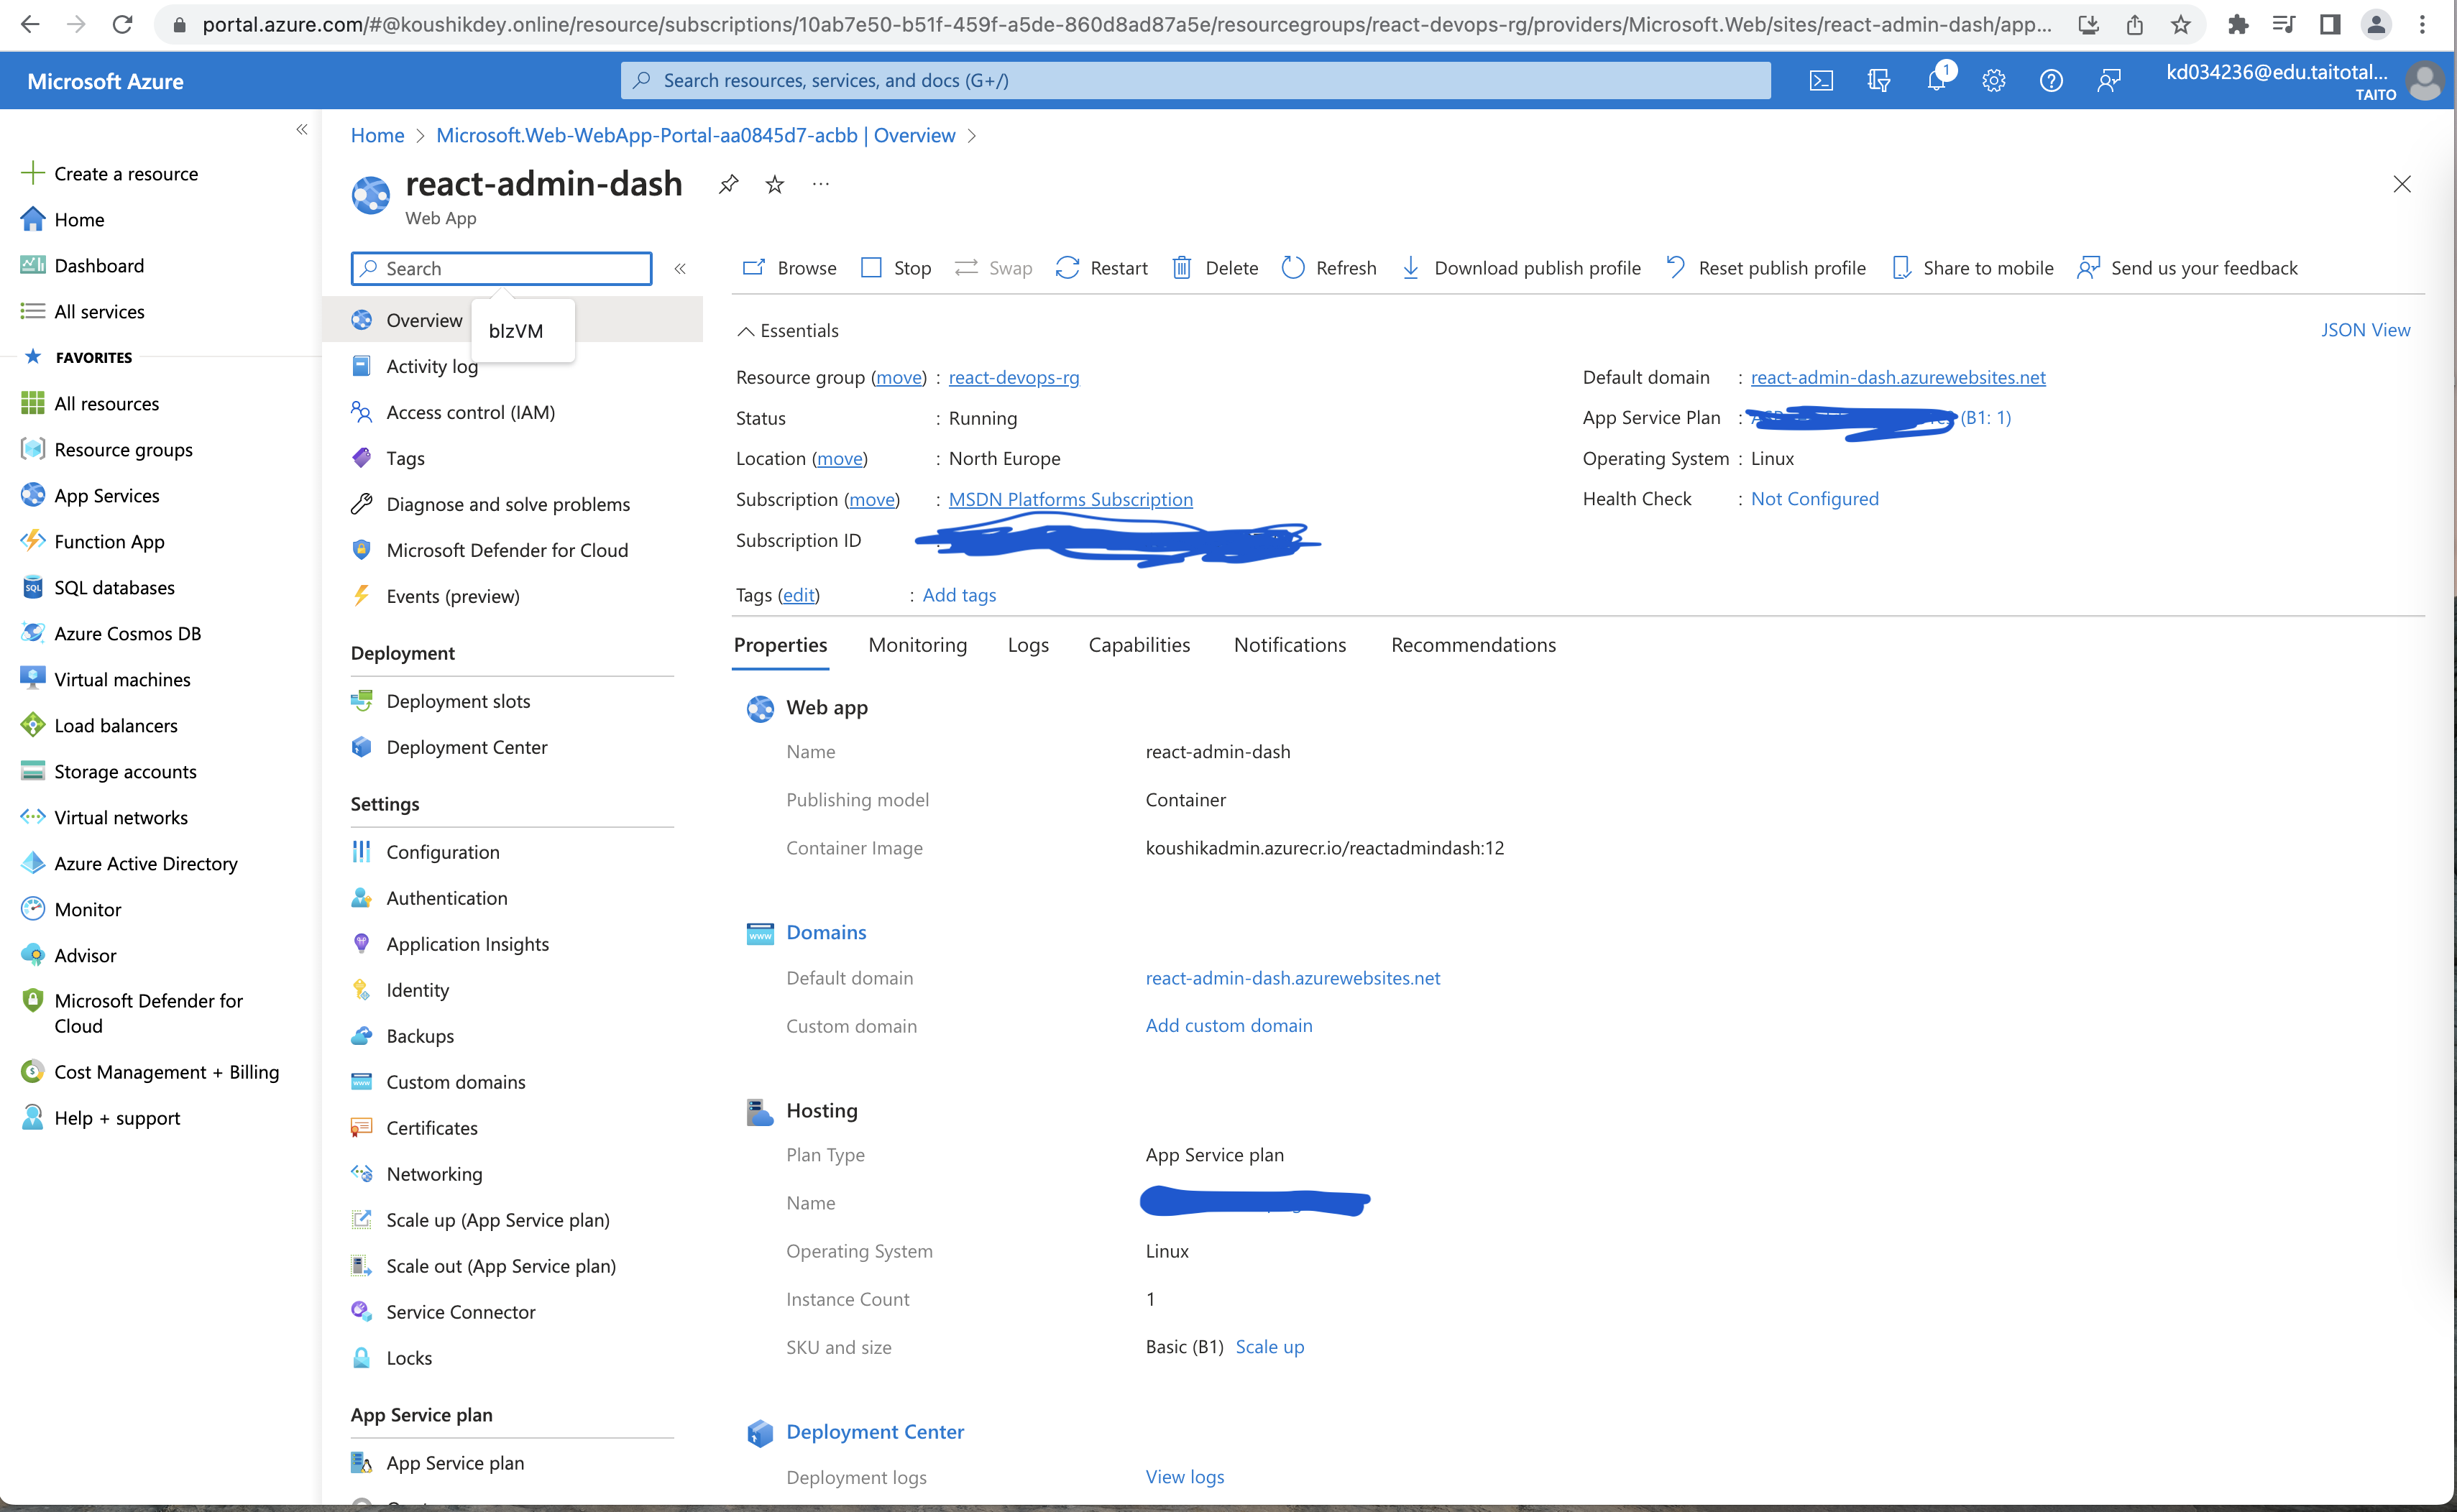 portal.azure.com/#@koushikdey.online/resource/subscriptions/10ab7e50-b51f-459f-a5de-860d8ad87a5e/resourcegroups/react-devops-rg/providers/Microsoft.Web/sites/react-admin-dash/app...
Microsoft Azure
Search resources, services, and docs (G+/)
1
kd034236@edu.taitotal...
TAITO
Create a resource
Home
Dashboard
All services
FAVORITES
All resources
Resource groups
App Services
Function App
SQL databases
Azure Cosmos DB
Virtual machines
Load balancers
Storage accounts
Virtual networks
Azure Active Directory
Monitor
Advisor
Microsoft Defender for
Cloud
Cost Management + Billing
Help + support
Home > Microsoft.Web-WebApp-Portal-aa0845d7-acbb | Overview >
react-admin-dash
Web App
Search
blzVM
Overview
Activity log
Access control (IAM)
Tags
Diagnose and solve problems
Microsoft Defender for Cloud
Events (preview)
Deployment
Deployment slots
Deployment Center
Settings
Configuration
Authentication
Application Insights
Identity
Backups
Custom domains
Certificates
Networking
Scale up (App Service plan)
Scale out (App Service plan)
Service Connector
Locks
App Service plan
App Service plan
Browse Stop Swap Restart Delete Refresh Download publish profile Reset publish profile Share to mobile Send us your feedback
Essentials
JSON View
Resource group (move) : react-devops-rg
Status : Running
Location (move) : North Europe
Subscription (move) : MSDN Platforms Subscription
Subscription ID
Tags (edit) : Add tags
Default domain : react-admin-dash.azurewebsites.net
App Service Plan : (B1: 1)
Operating System : Linux
Health Check : Not Configured
Properties Monitoring Logs Capabilities Notifications Recommendations
Web app
Name react-admin-dash
Publishing model Container
Container Image koushikadmin.azurecr.io/reactadmindash:12
Domains
Default domain react-admin-dash.azurewebsites.net
Custom domain Add custom domain
Hosting
Plan Type App Service plan
Name
Operating System Linux
Instance Count 1
SKU and size Basic (B1) Scale up
Deployment Center
Deployment logs View logs